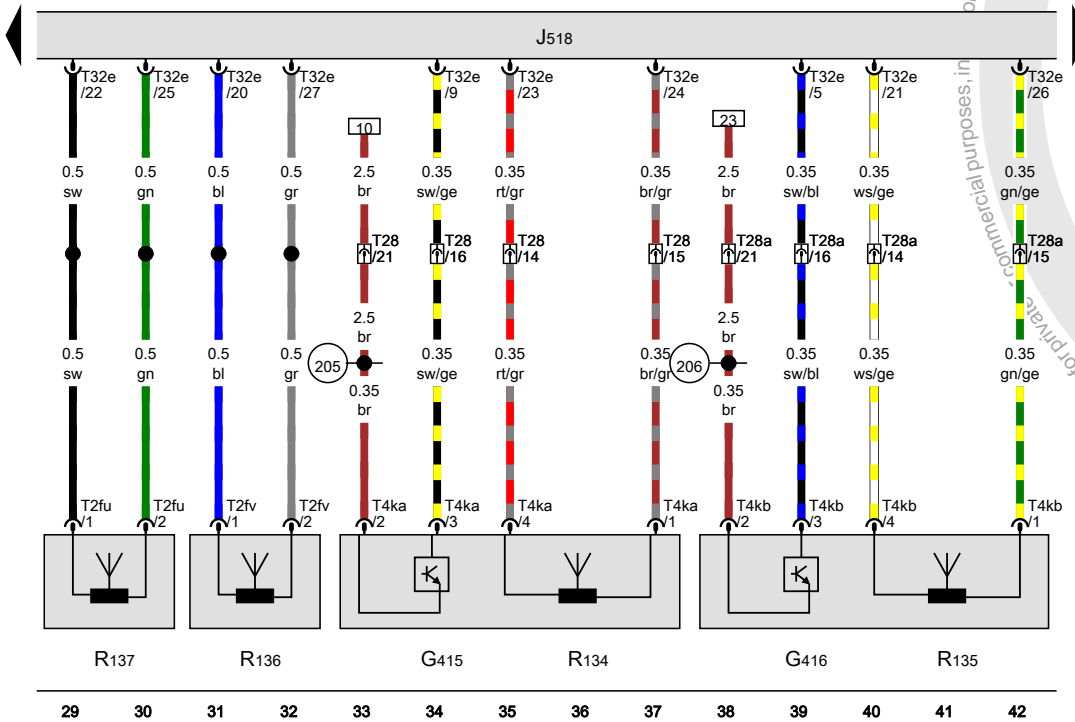 J518
T32e /22
T32e /25
T32e /20
T32e /27
T32e /9
T32e /23
T32e /24
T32e /5
T32e /21
T32e /26
10
23
0.5 0.5 0.5 0.5 2.5 0.35 0.35 0.35 2.5 0.35 0.35 0.35
sw gn bl gr br sw/ge rt/gr br/gr br sw/bl ws/ge gn/ge
T28 /21
T28 /16
T28 /14
T28 /15
T28a /21
T28a /16
T28a /14
T28a /15
2.5 2.5
br br
0.5 0.5 0.5 0.5 0.35 0.35 0.35 0.35 0.35 0.35
sw gn bl gr 205 sw/ge rt/gr br/gr 206 sw/bl ws/ge gn/ge
0.35 0.35
br br
T2fu /1
T2fu /2
T2fv /1
T2fv /2
T4ka /2
T4ka /3
T4ka /4
T4ka /1
T4kb /2
T4kb /3
T4kb /4
T4kb /1
R137 R136 G415 R134 G416 R135
29 30 31 32 33 34 35 36 37 38 39 40 41 42
for private
commercial purposes, in